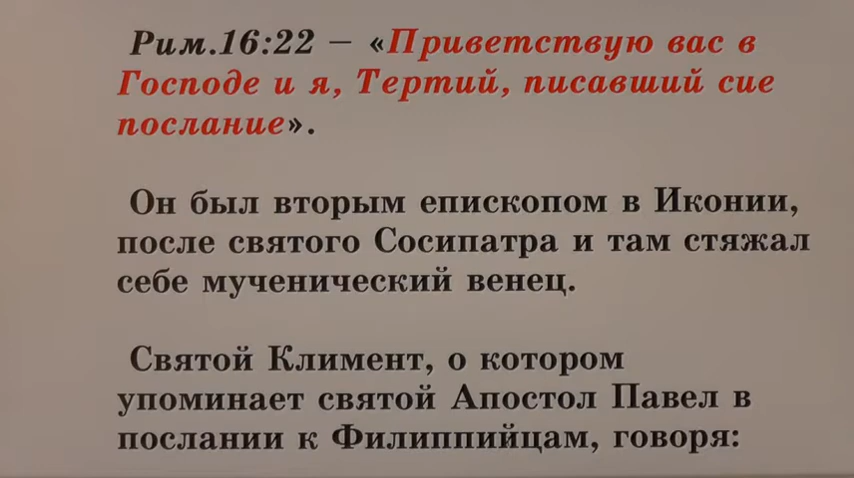 Рим.16:22 – «Приветствую вас в
Господе и я, Тертий, писавший сие
послание».
Он был вторым епископом в Иконии,
после святого Сосипатра и там стяжал
себе мученический венец.
Святой Климент, о котором
упоминает святой Апостол Павел в
послании к Филиппийцам, говоря: